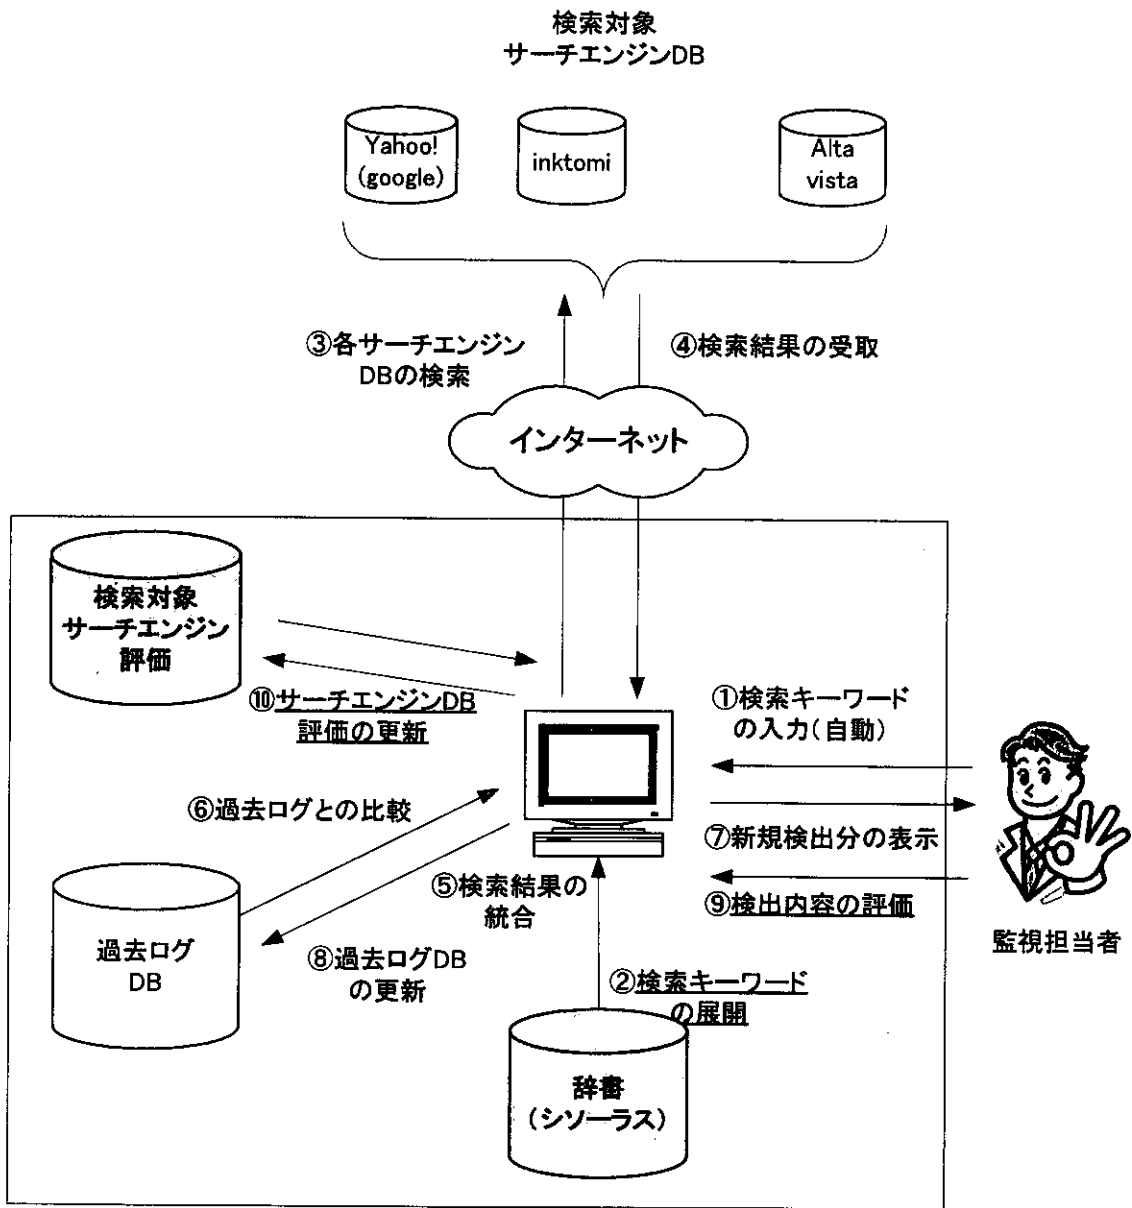 検索対象
サーチエンジンDB
Yahoo!
(google)
inktomi
Alta
vista
③各サーチエンジン
DBの検索
④検索結果の受取
インターネット
検索対象
サーチエンジン
評価
⑩サーチエンジンDB
評価の更新
①検索キーワード
の入力(自動)
⑥過去ログとの比較
⑦新規検出分の表示
⑤検索結果の
統合
⑨検出内容の評価
監視担当者
過去ログ
DB
⑧過去ログDB
の更新
②検索キーワード
の展開
辞書
(シソーラス)